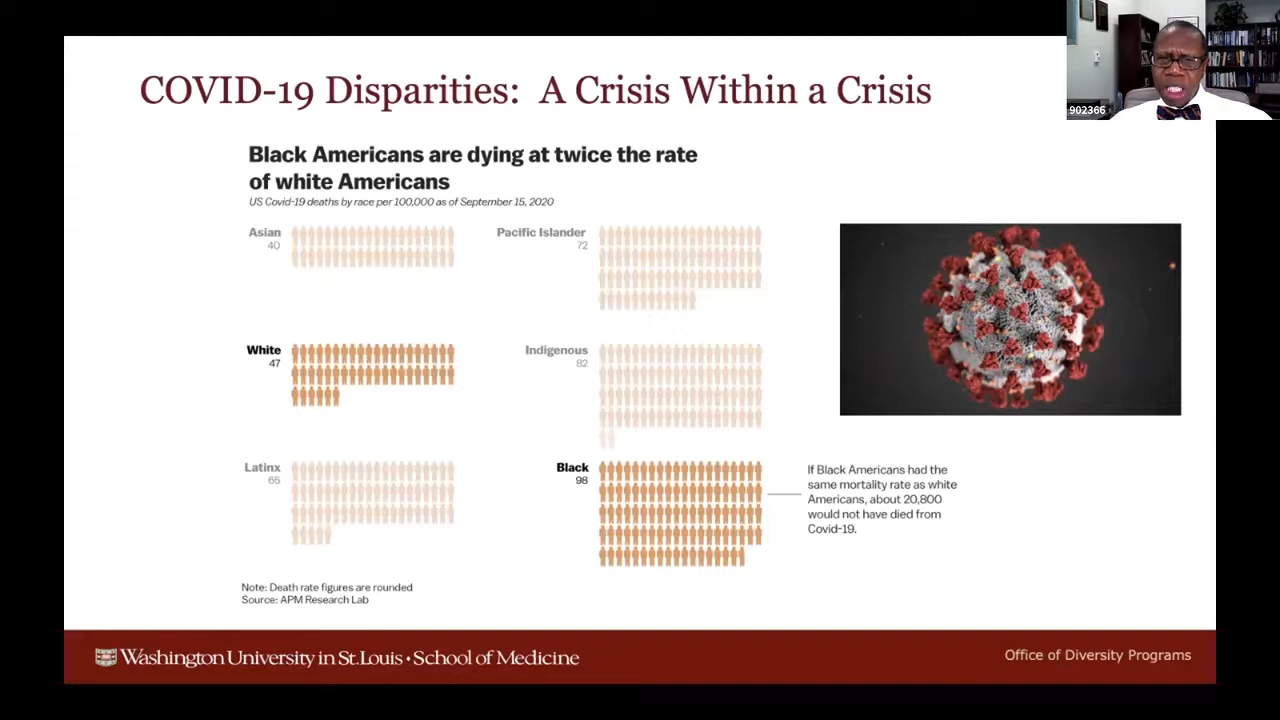 902366
COVID-19 Disparities: A Crisis Within a Crisis
Black Americans are dying at twice the rate
of white Americans
US Covid-19 deaths by race per 100,000 as of September 15, 2020
Asian
40
Pacific Islander
72
White
47
Indigenous
82
Latinx
65
Black
98
If Black Americans had the
same mortality rate as white
Americans, about 20,800
would not have died from
Covid-19.
Note: Death rate figures are rounded
Source: APM Research Lab
Washington University in St. Louis • School of Medicine
Office of Diversity Programs